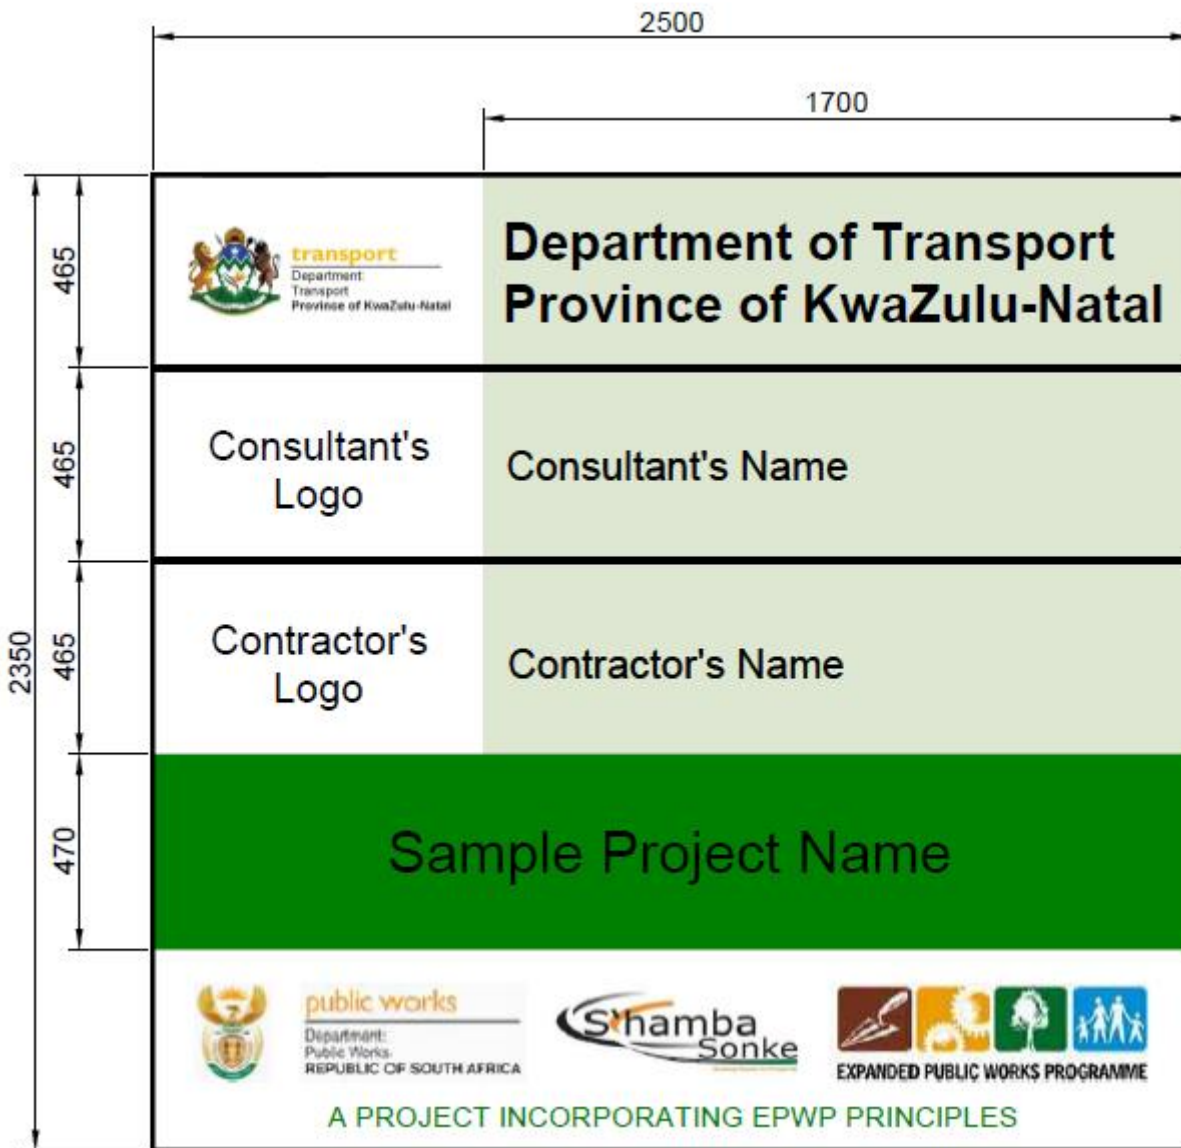 2500
1700
465
transport
Department:
Transport
Province of KwaZulu-Natal
Department of Transport
Province of KwaZulu-Natal
465
Consultant's
Logo
Consultant's Name
2350
465
Contractor's
Logo
Contractor's Name
470
Sample Project Name
public works
Department:
Public Works
REPUBLIC OF SOUTH AFRICA
S'hamba
Sonke
EXPANDED PUBLIC WORKS PROGRAMME
A PROJECT INCORPORATING EPWP PRINCIPLES